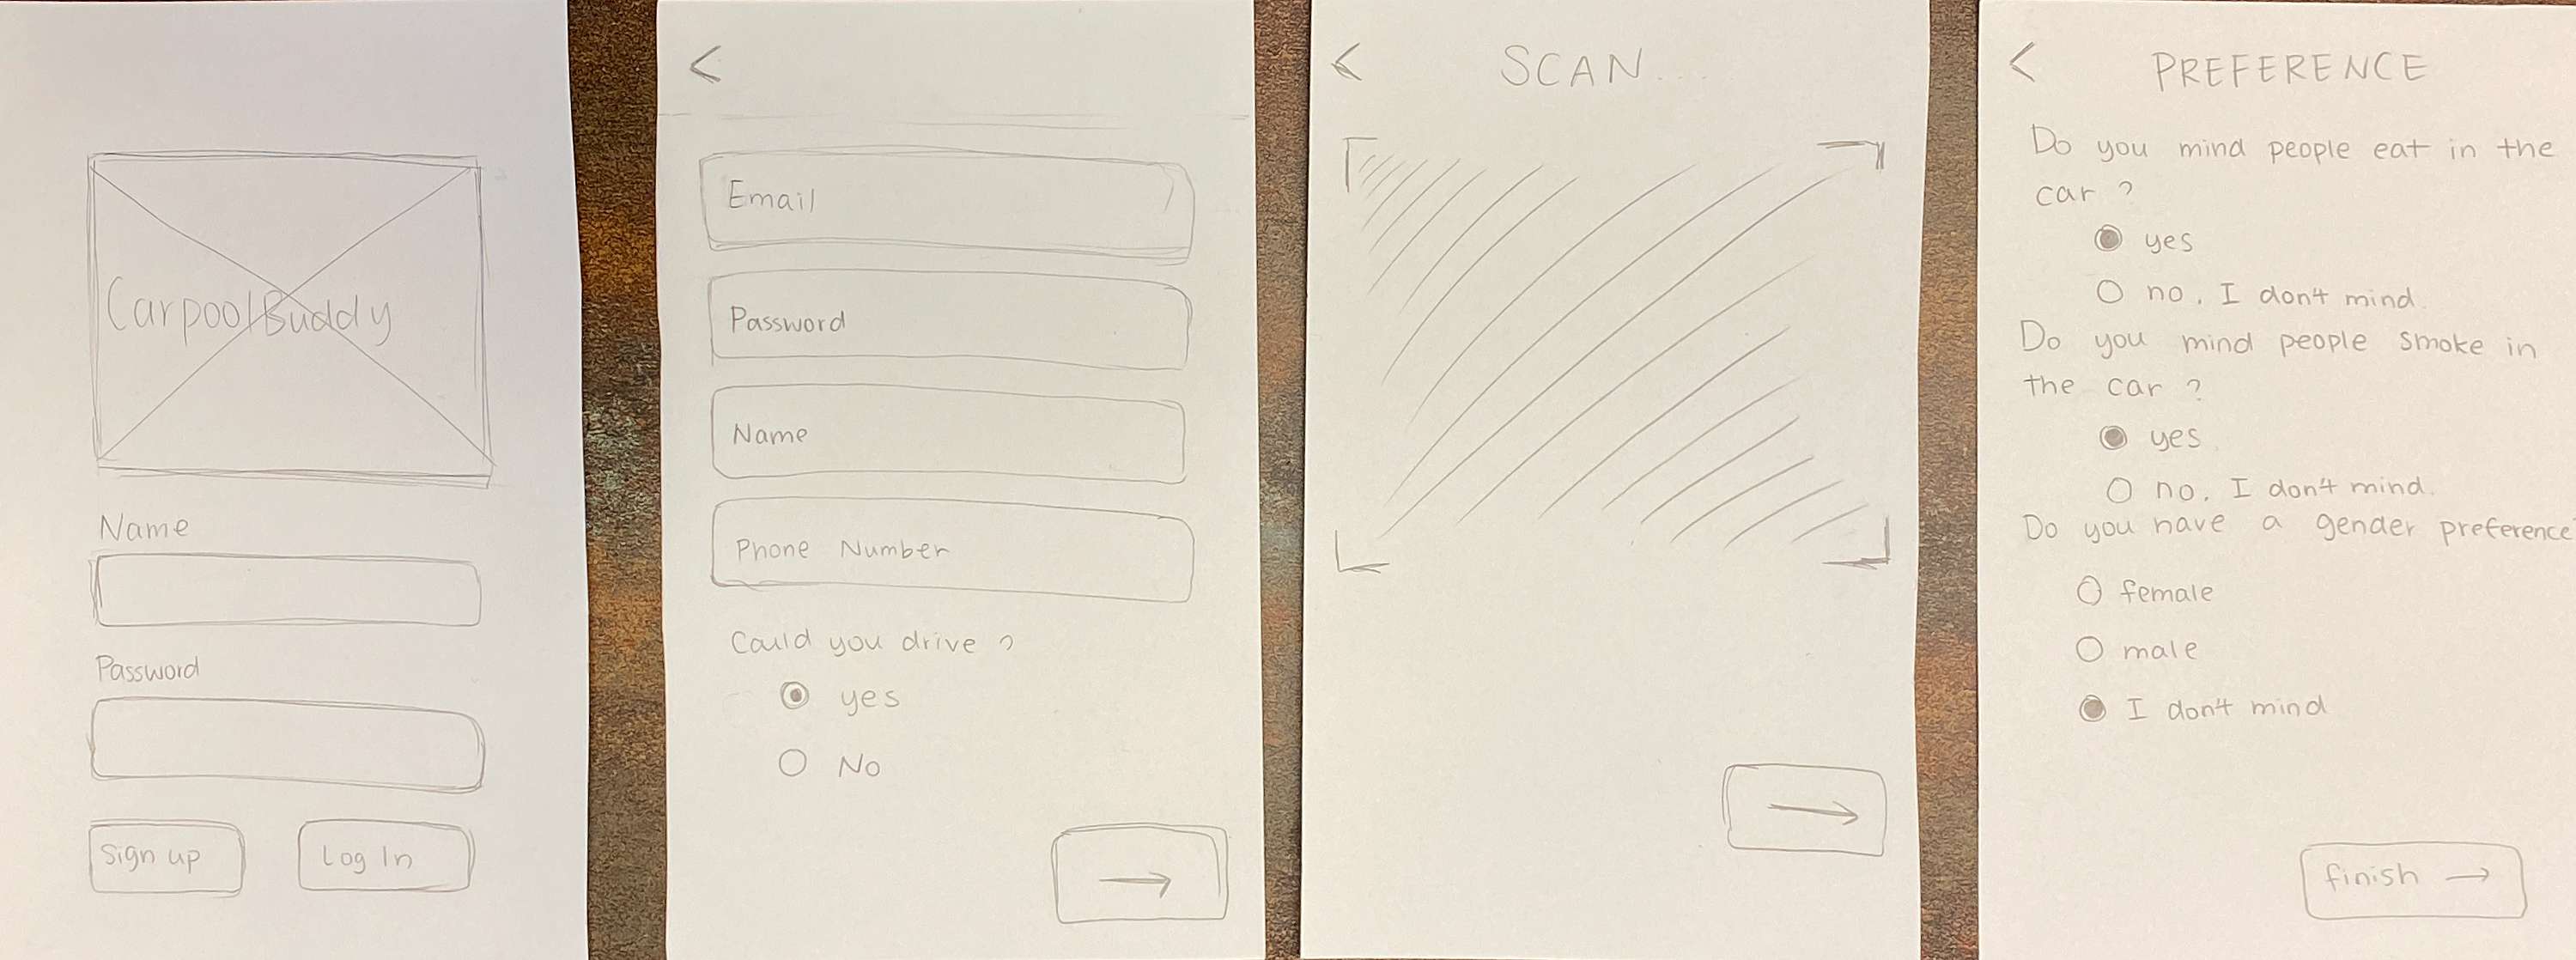 CarpoolBuddy
Name
Password
Sign up
Log In
<
Email
Password
Name
Phone Number
Could you drive ?
yes
No
→
<
SCAN...
→
<
PREFERENCE
Do you mind people eat in the
car ?
yes
no, I don't mind.
Do you mind people smoke in
the car ?
yes
no, I don't mind.
Do you have a gender preference
female
male
I don't mind
finish →